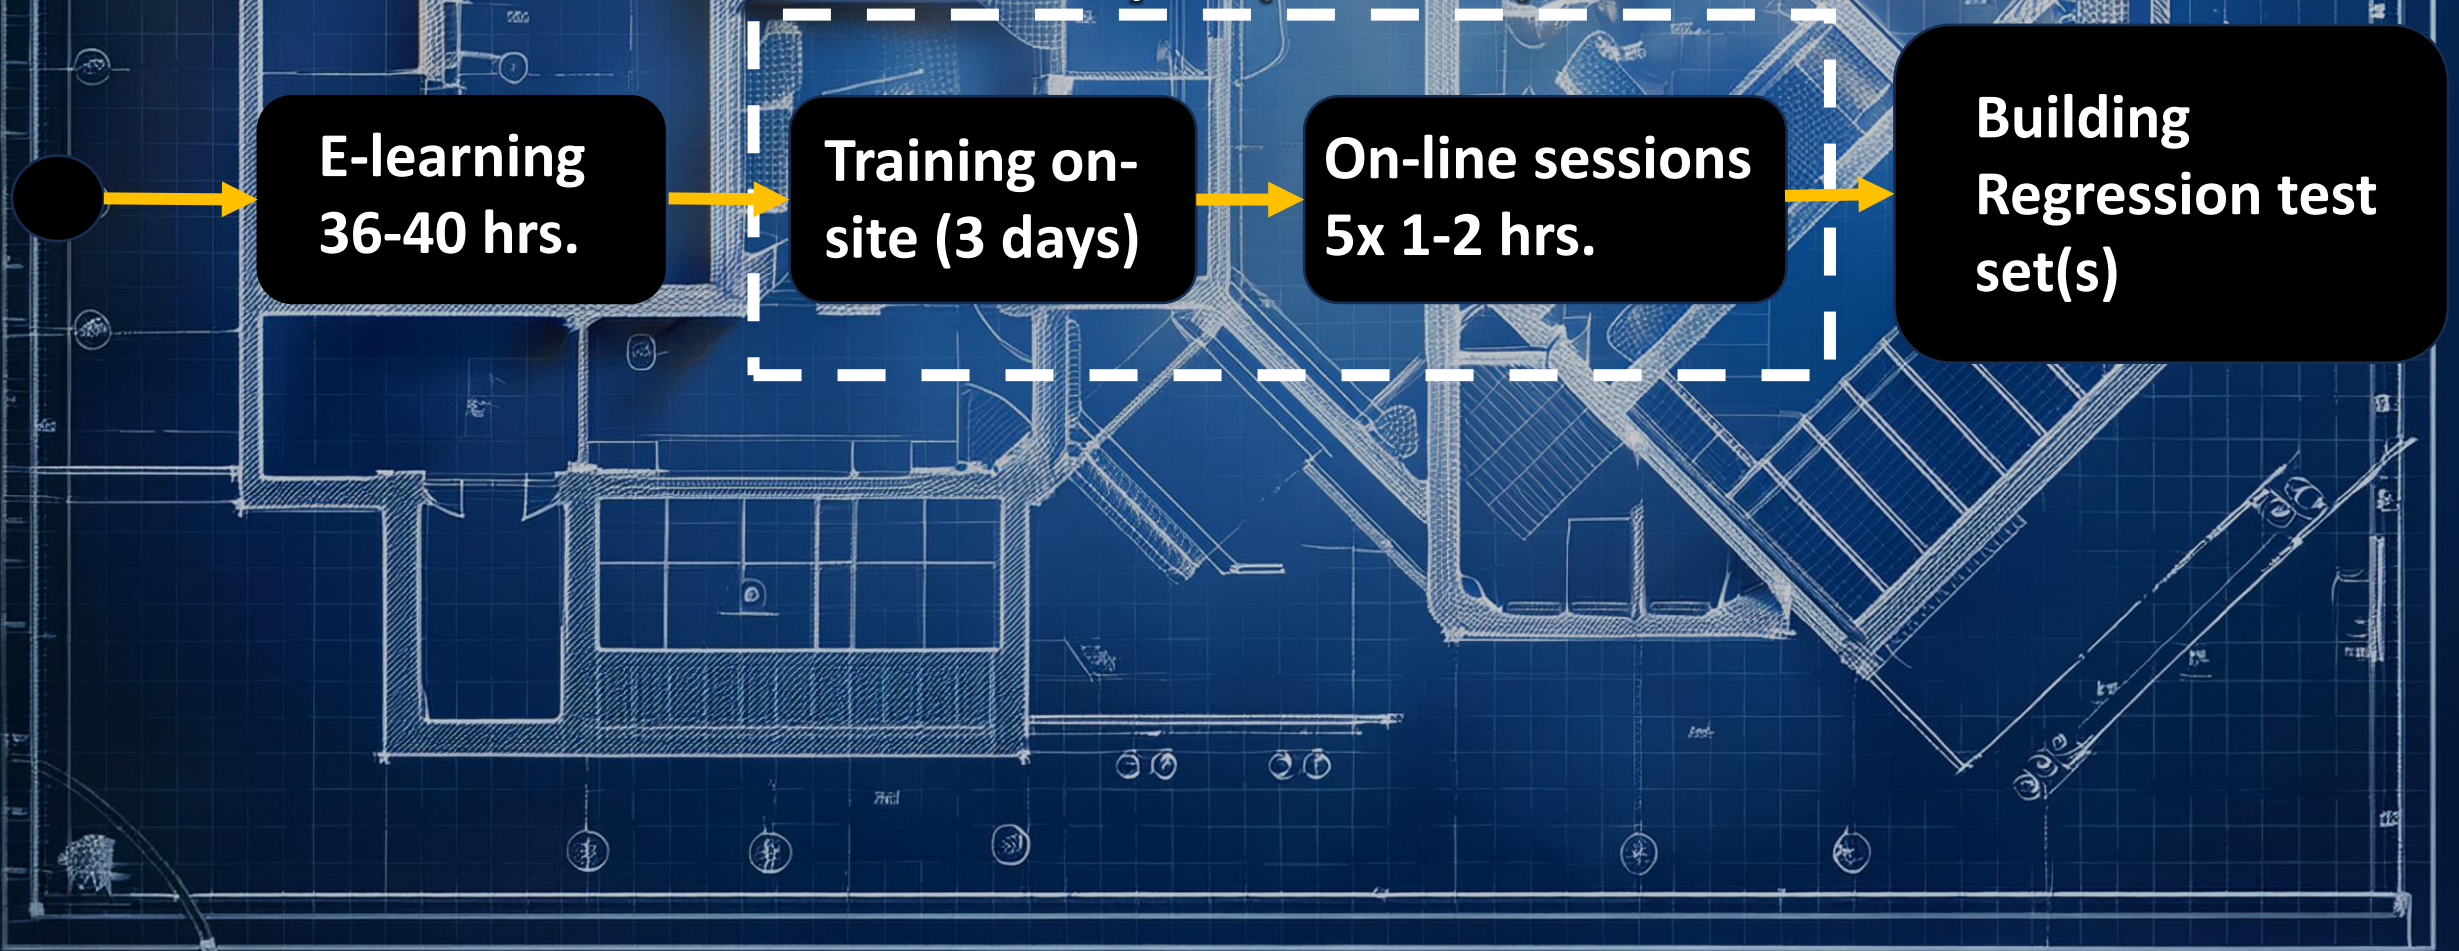 E-learning
36-40 hrs.
Training on-
site (3 days)
On-line sessions
5x 1-2 hrs.
Building
Regression test
set(s)